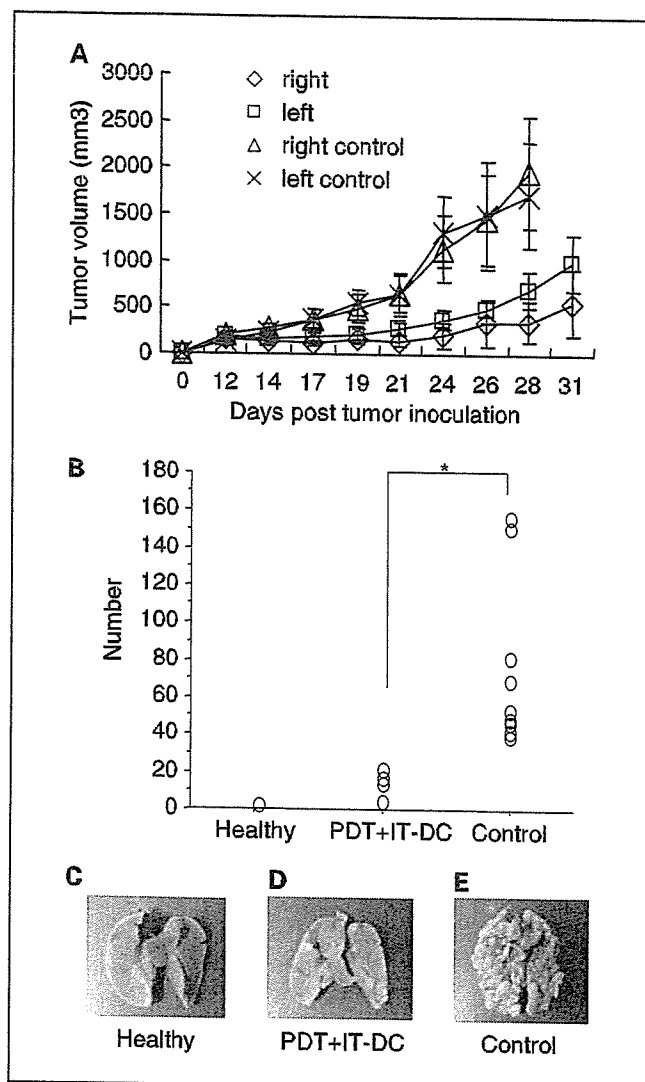 A
3000
2500
2000
1500
1000
500
0
Tumor volume (mm3)
right
left
right control
left control
0 12 14 17 19 21 24 26 28 31
Days post tumor inoculation
B
180
160
140
120
100
80
60
40
20
0
Number
*
Healthy PDT+IT-DC Control
C D E
Healthy PDT+IT-DC Control